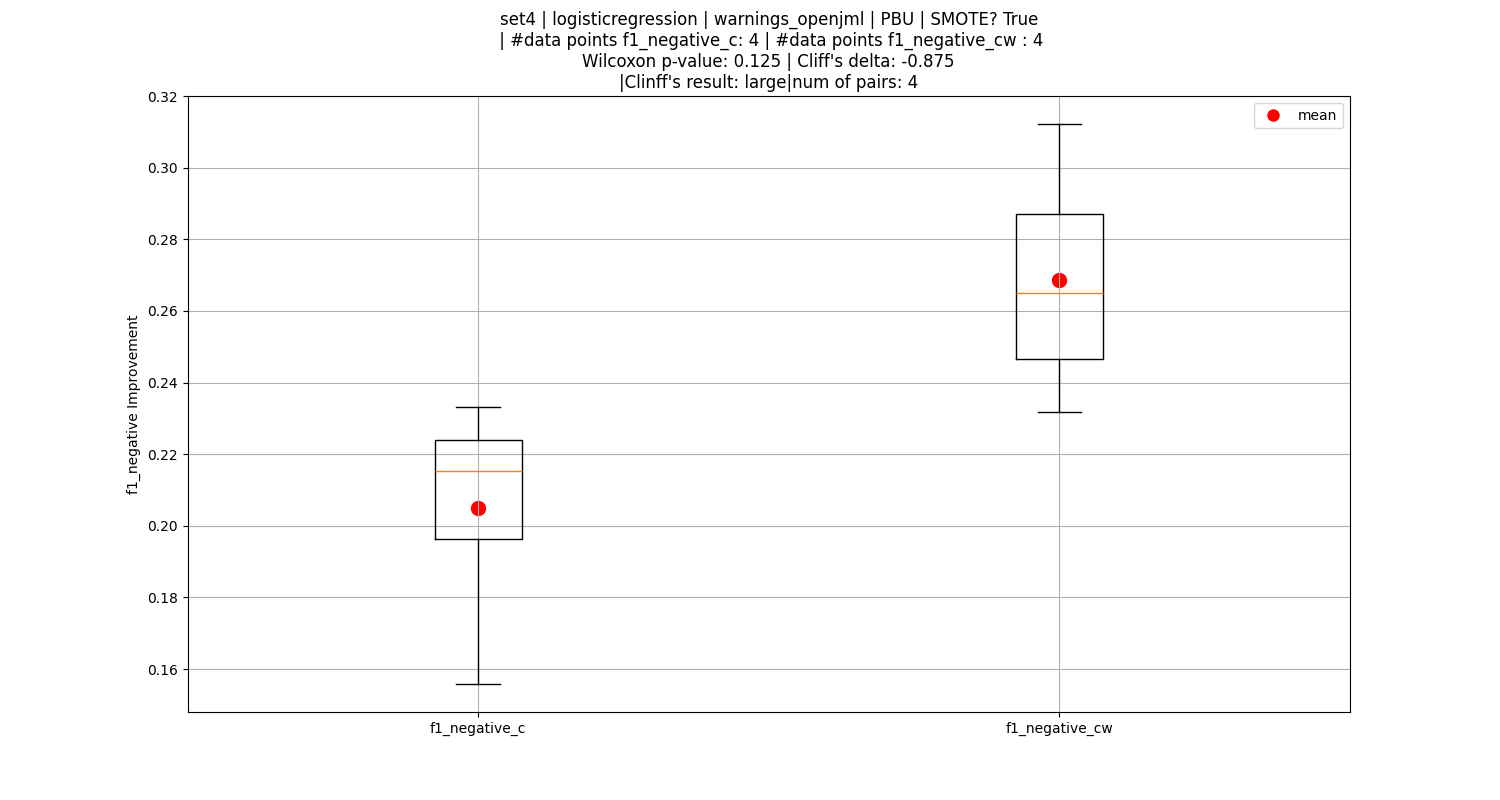 set4 | logisticregression | warnings_openjml | PBU | SMOTE? True
| #data points f1_negative_c: 4 | #data points f1_negative_cw : 4
Wilcoxon p-value: 0.125 | Cliff's delta: -0.875
|Clinff's result: large|num of pairs: 4
mean
f1_negative Improvement
0.32
0.30
0.28
0.26
0.24
0.22
0.20
0.18
0.16
f1_negative_c
f1_negative_cw